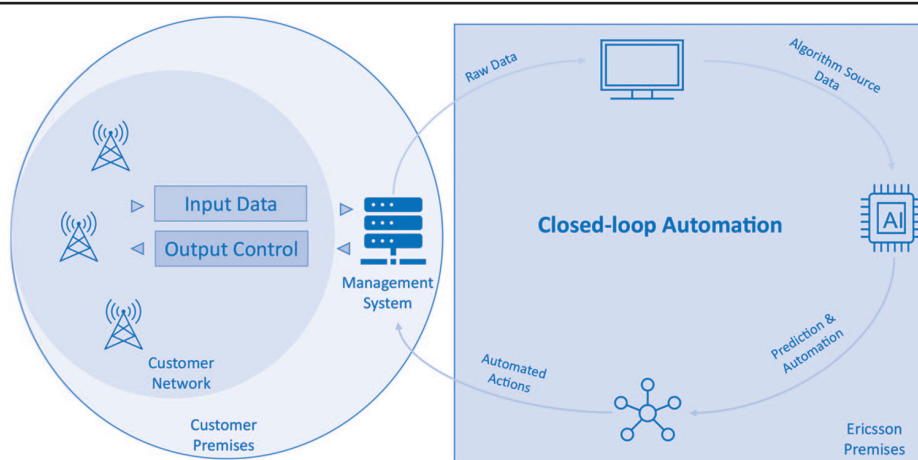 Raw Data
Algorithm Source
Data
Input Data
Output Control
Management
System
Closed-loop Automation
AI
Prediction &
Automation
Automated
Actions
Customer
Network
Customer
Premises
Ericsson
Premises